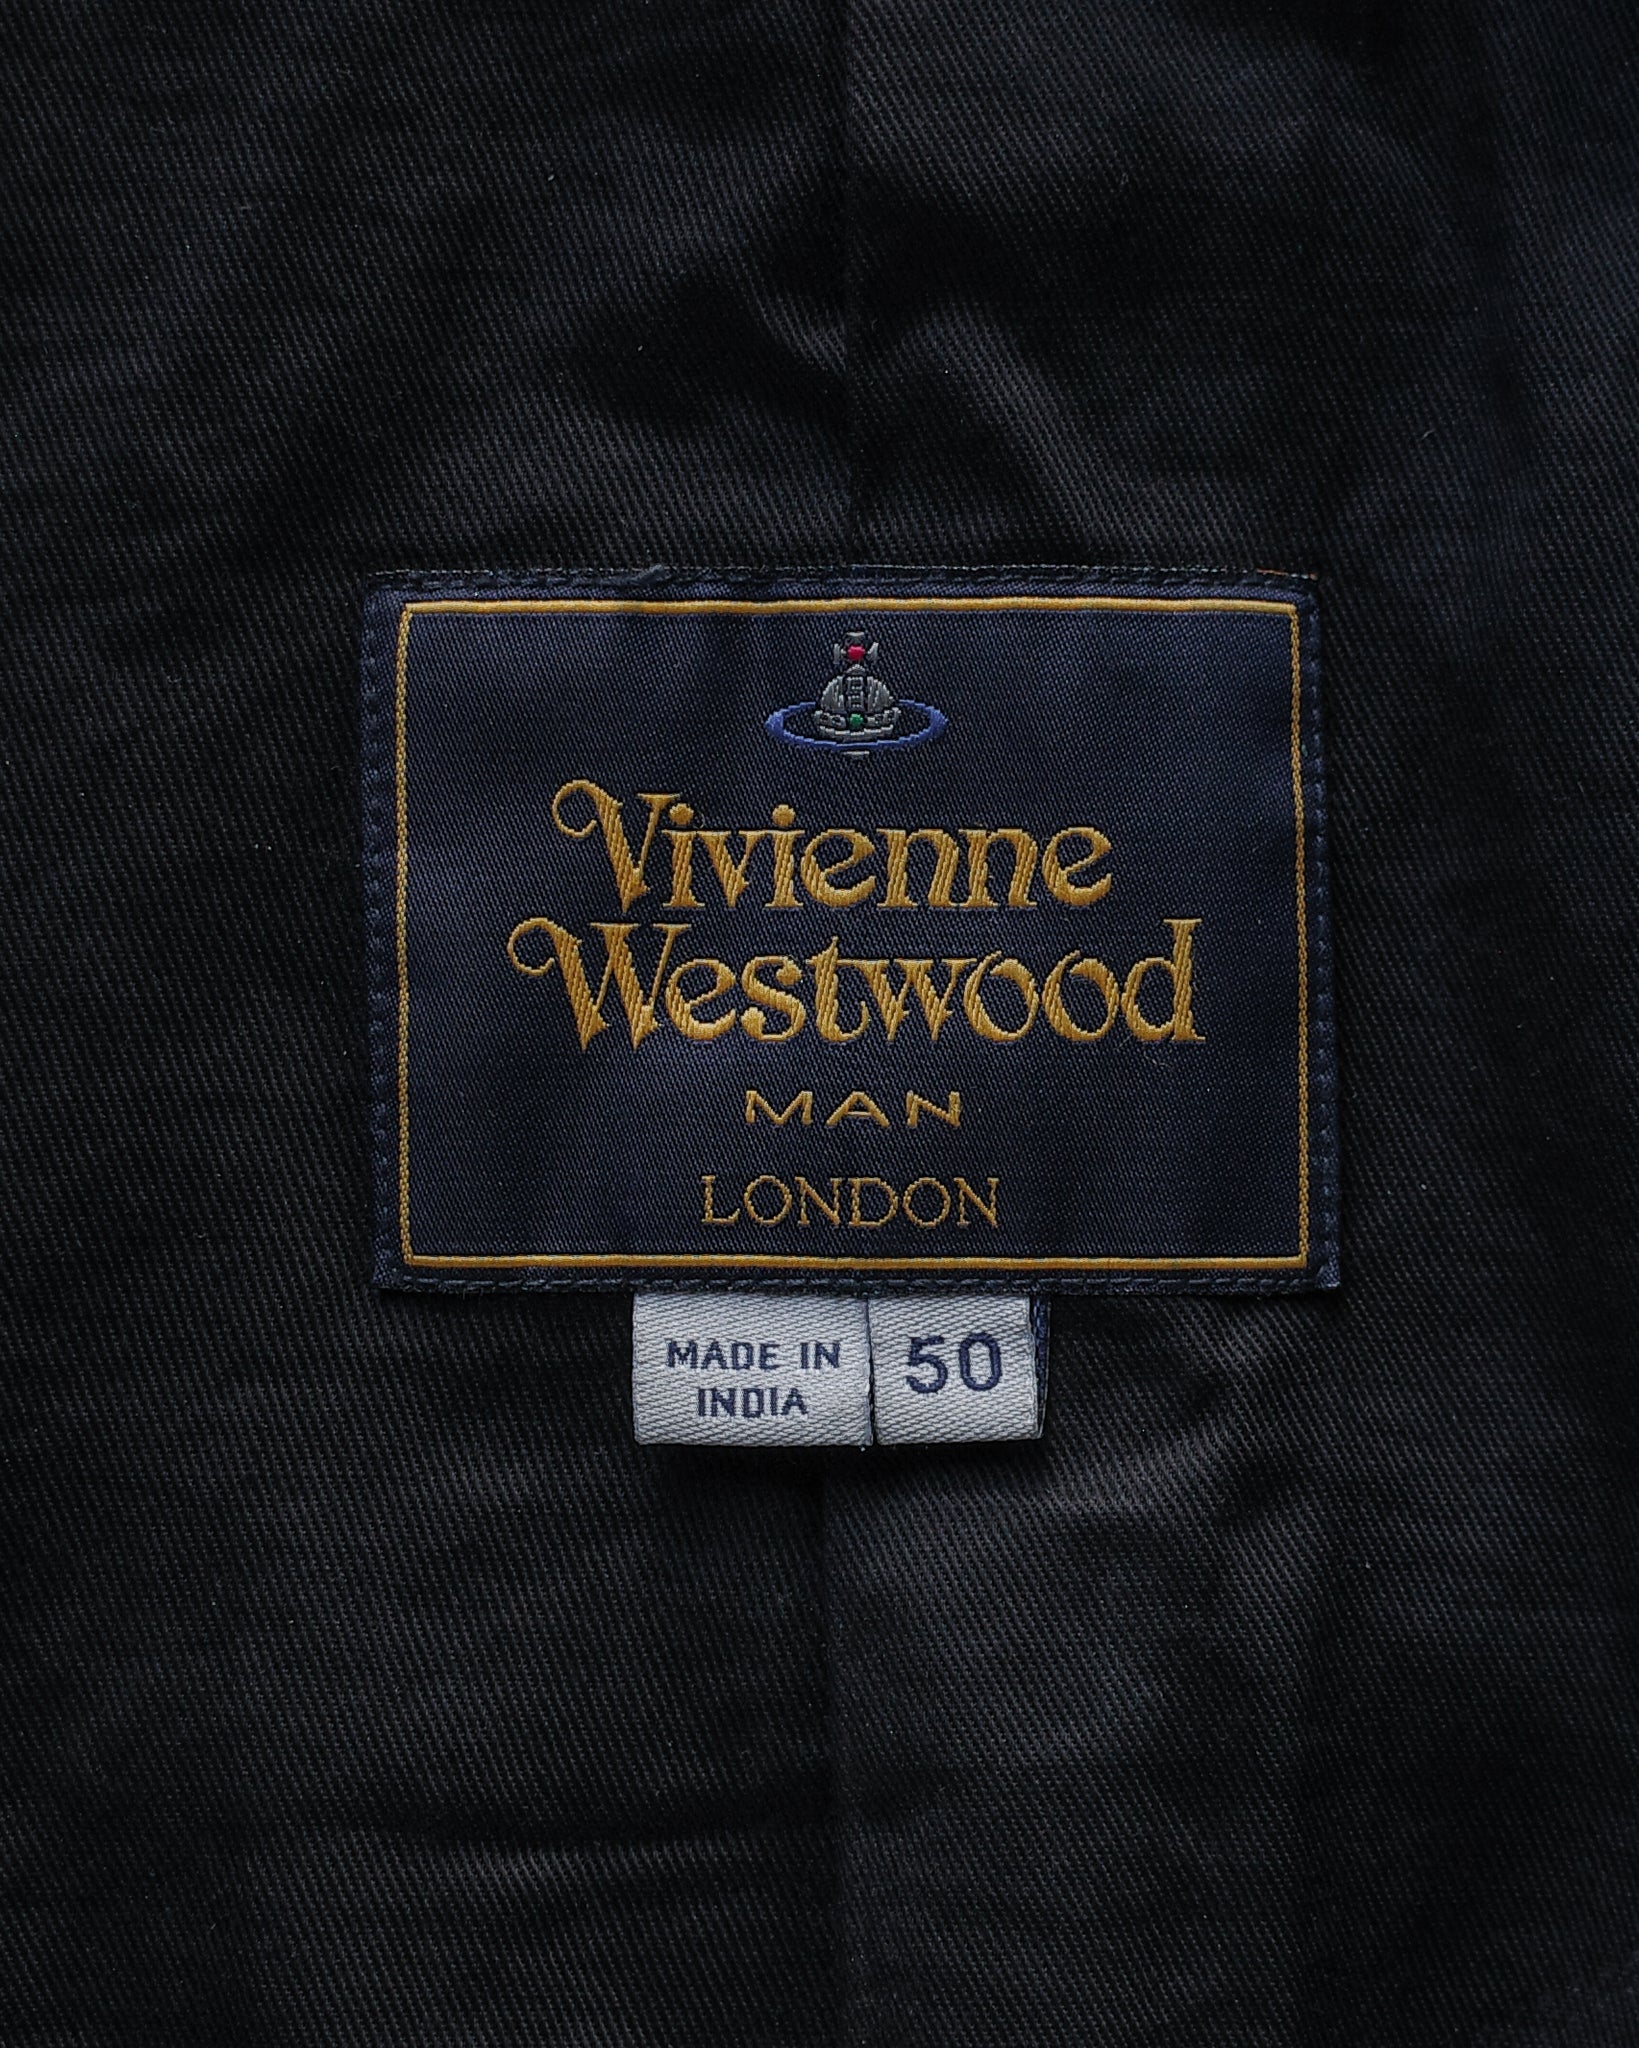 Vivienne
Westwood
MAN
LONDON
MADE IN
INDIA
50